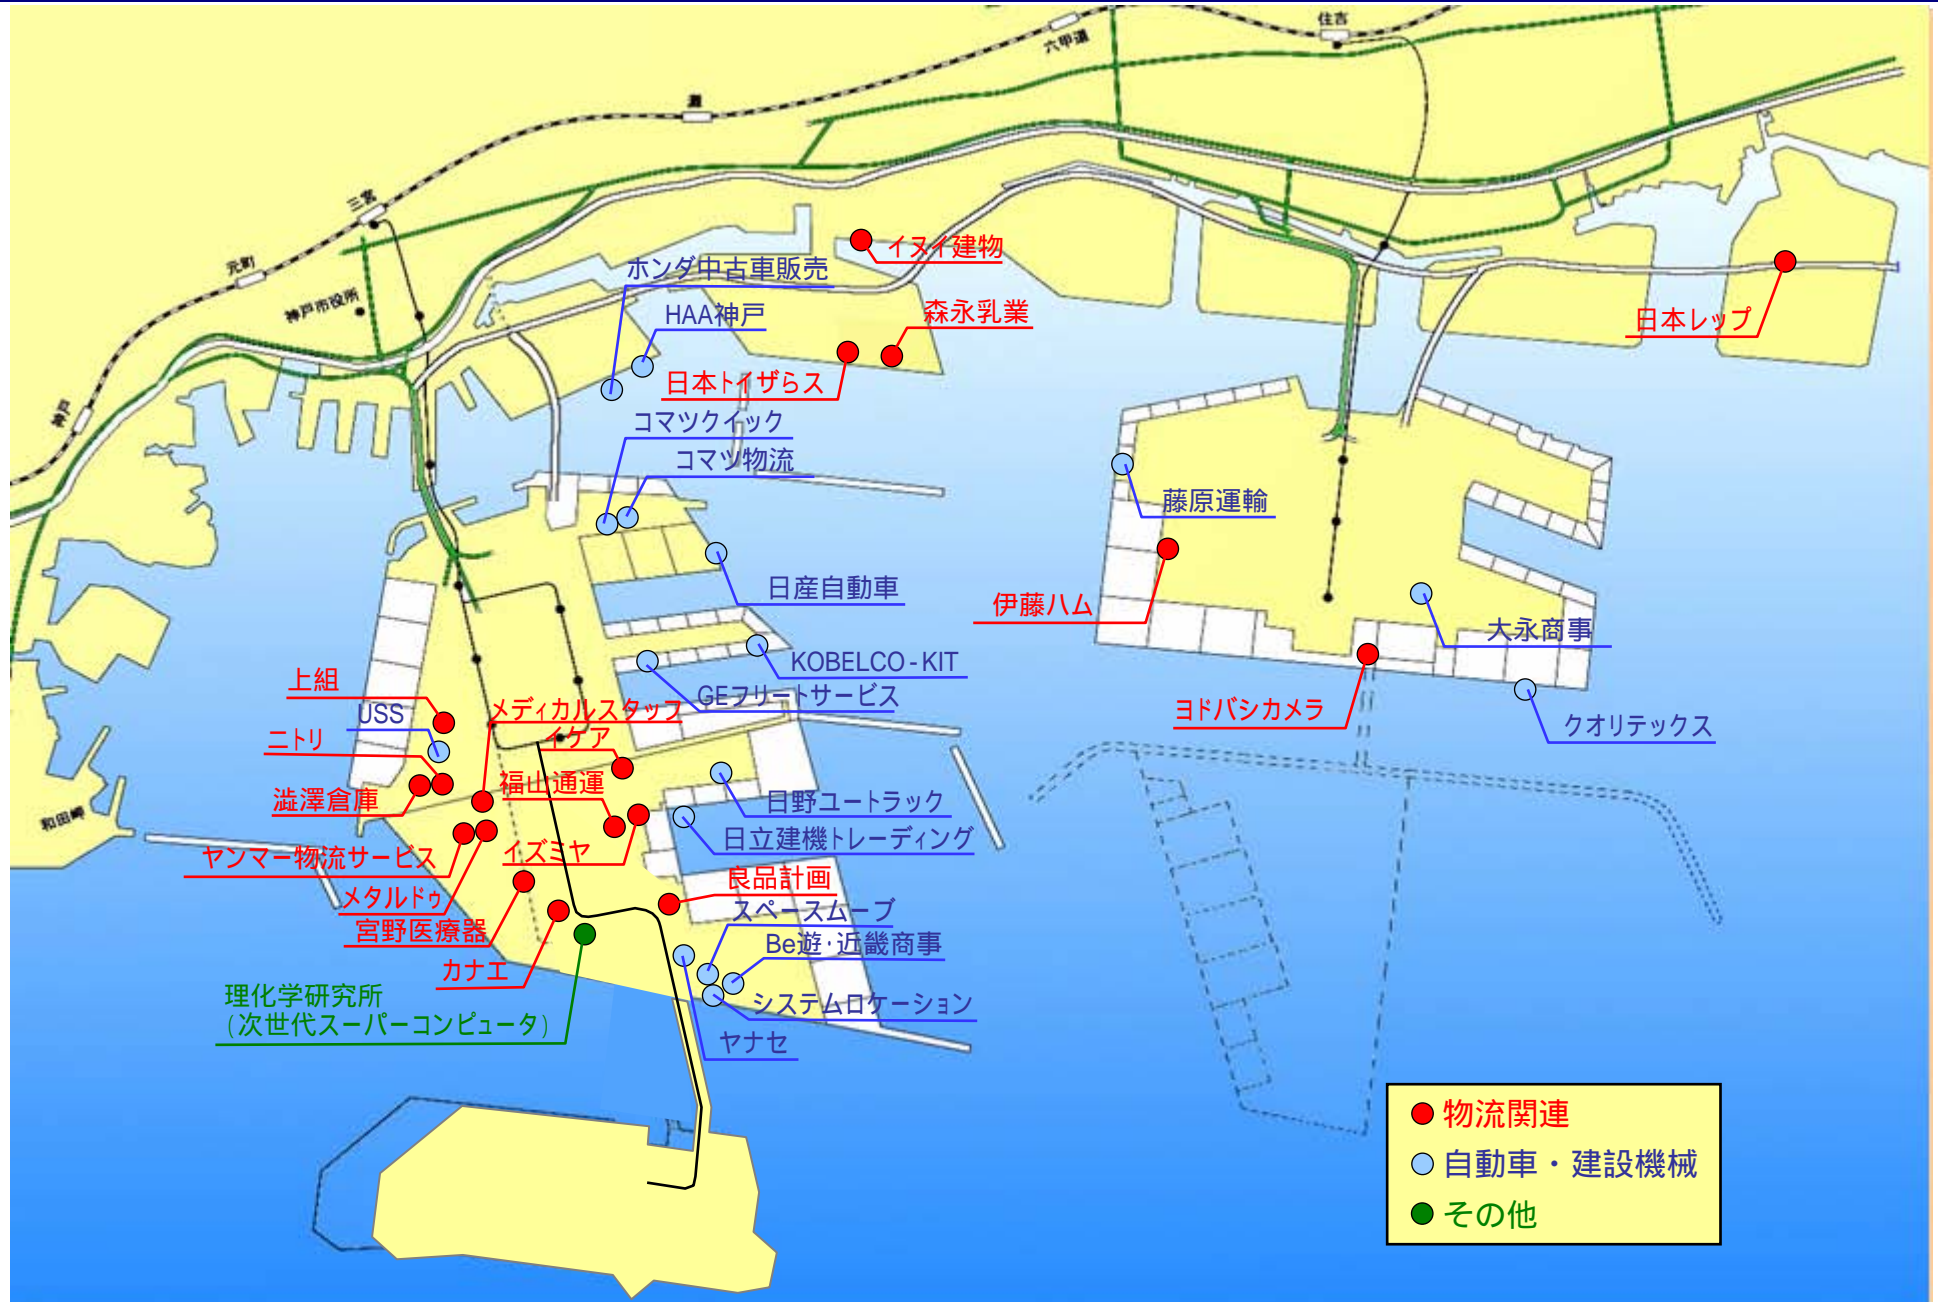 住吉
六甲道
灘
三宮
元町
神戸市役所
神戸
和田岬
イヌイ建物
ホンダ中古車販売
HAA神戸
森永乳業
日本レップ
日本トイザらス
コマツクイック
コマツ物流
藤原運輸
日産自動車
伊藤ハム
大永商事
KOBELCO-KIT
GEフリートサービス
上組
USS
メディカルスタッフ
ヨドバシカメラ
クオリテックス
ニトリ
イケア
澁澤倉庫
福山通運
日野ユートラック
日立建機トレーディング
ヤンマー物流サービス
イズミヤ
良品計画
メタルドゥ
スペースムーブ
宮野医療器
Be遊・近畿商事
カナエ
システムロケーション
理化学研究所
(次世代スーパーコンピュータ)
ヤナセ
物流関連
自動車・建設機械
その他